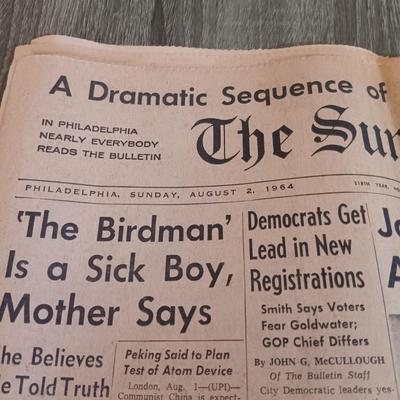 A Dramatic Sequence of
IN PHILADELPHIA
NEARLY EVERYBODY
READS THE BULLETIN
The Sun
PHILADELPHIA, SUNDAY, AUGUST 2, 1964
118TH YEAR,
'The Birdman'
Is a Sick Boy,
Mother Says
he Believes
e Told Truth
Peking Said to Plan
Test of Atom Device
London, Aug. 1—(UPI)—
Communist China is expect-
Democrats Get
Lead in New
Registrations
Smith Says Voters
Fear Goldwater;
GOP Chief Differs
By JOHN G. McCULLOUGH
Of The Bulletin Staff
City Democratic leaders yes-
J
A